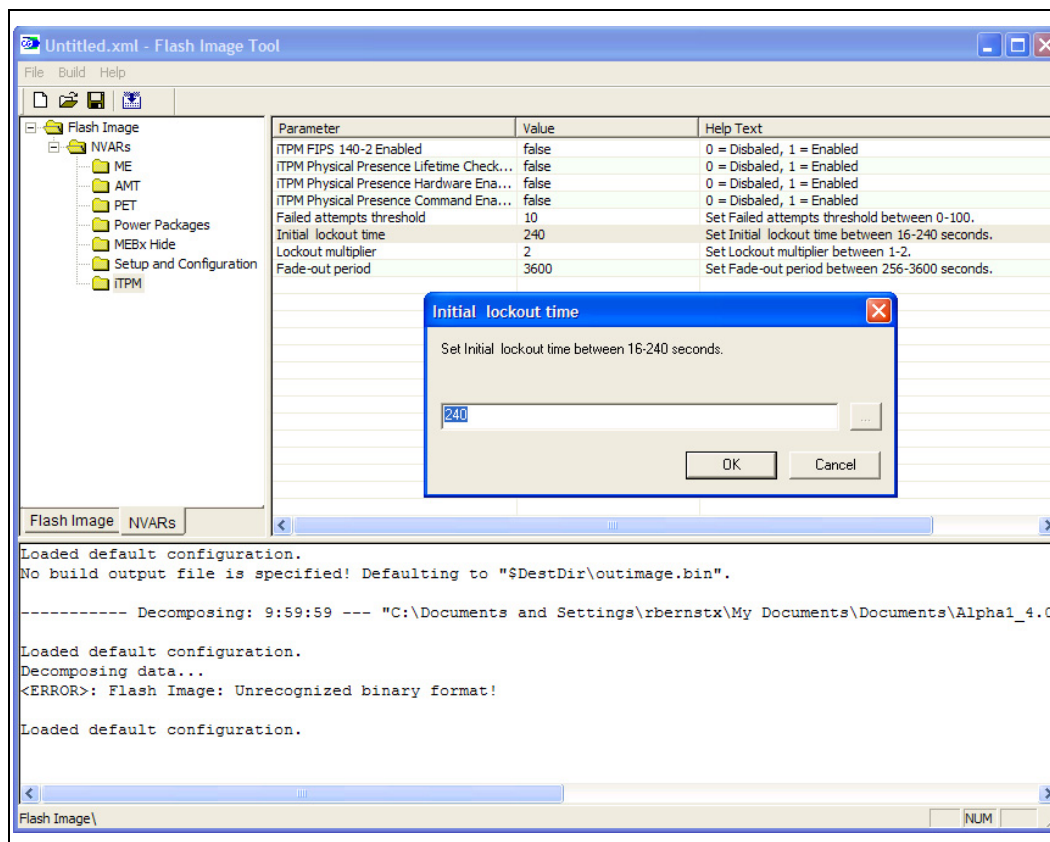 Untitled.xml - Flash Image Tool
File Build Help
Flash Image
NVARs
ME
AMT
PET
Power Packages
MEBx Hide
Setup and Configuration
iTPM
Flash Image NVARs
Parameter Value Help Text
iTPM FIPS 140-2 Enabled false 0 = Disbaled, 1 = Enabled
iTPM Physical Presence Lifetime Check... false 0 = Disbaled, 1 = Enabled
iTPM Physical Presence Hardware Ena... false 0 = Disbaled, 1 = Enabled
iTPM Physical Presence Command Ena... false 0 = Disbaled, 1 = Enabled
Failed attempts threshold 10 Set Failed attempts threshold between 0-100.
Initial lockout time 240 Set Initial lockout time between 16-240 seconds.
Lockout multiplier 2 Set Lockout multiplier between 1-2.
Fade-out period 3600 Set Fade-out period between 256-3600 seconds.
Initial lockout time
Set Initial lockout time between 16-240 seconds.
240
...
OK Cancel
Loaded default configuration.
No build output file is specified! Defaulting to "$DestDir\outimage.bin".
----------- Decomposing: 9:59:59 --- "C:\Documents and Settings\rbernstx\My Documents\Documents\Alpha1_4.0
Loaded default configuration.
Decomposing data...
<ERROR>: Flash Image: Unrecognized binary format!
Loaded default configuration.
Flash Image\ NUM